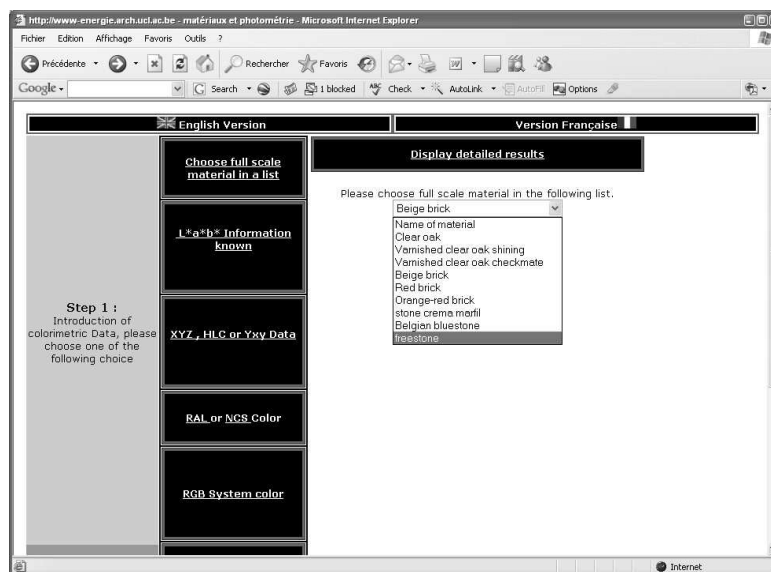 http://www-energie.arch.ucl.ac.be - matériaux et photométrie - Microsoft Internet Explorer
Fichier Edition Affichage Favoris Outils ?
Précédente Rechercher Favoris
Google Search 1 blocked ABC Check AutoLink AutoFill Options
English Version Version Française
Choose full scale
material in a list
Display detailed results
Please choose full scale material in the following list.
Beige brick
Name of material
Clear oak
Varnished clear oak shining
Varnished clear oak checkmate
Beige brick
Red brick
Orange-red brick
stone crema marfil
Belgian bluestone
freestone
L*a*b* Information
known
Step 1 :
Introduction of
colorimetric Data, please
choose one of the
following choice
XYZ , HLC or Yxy Data
RAL or NCS Color
RGB System color
Internet